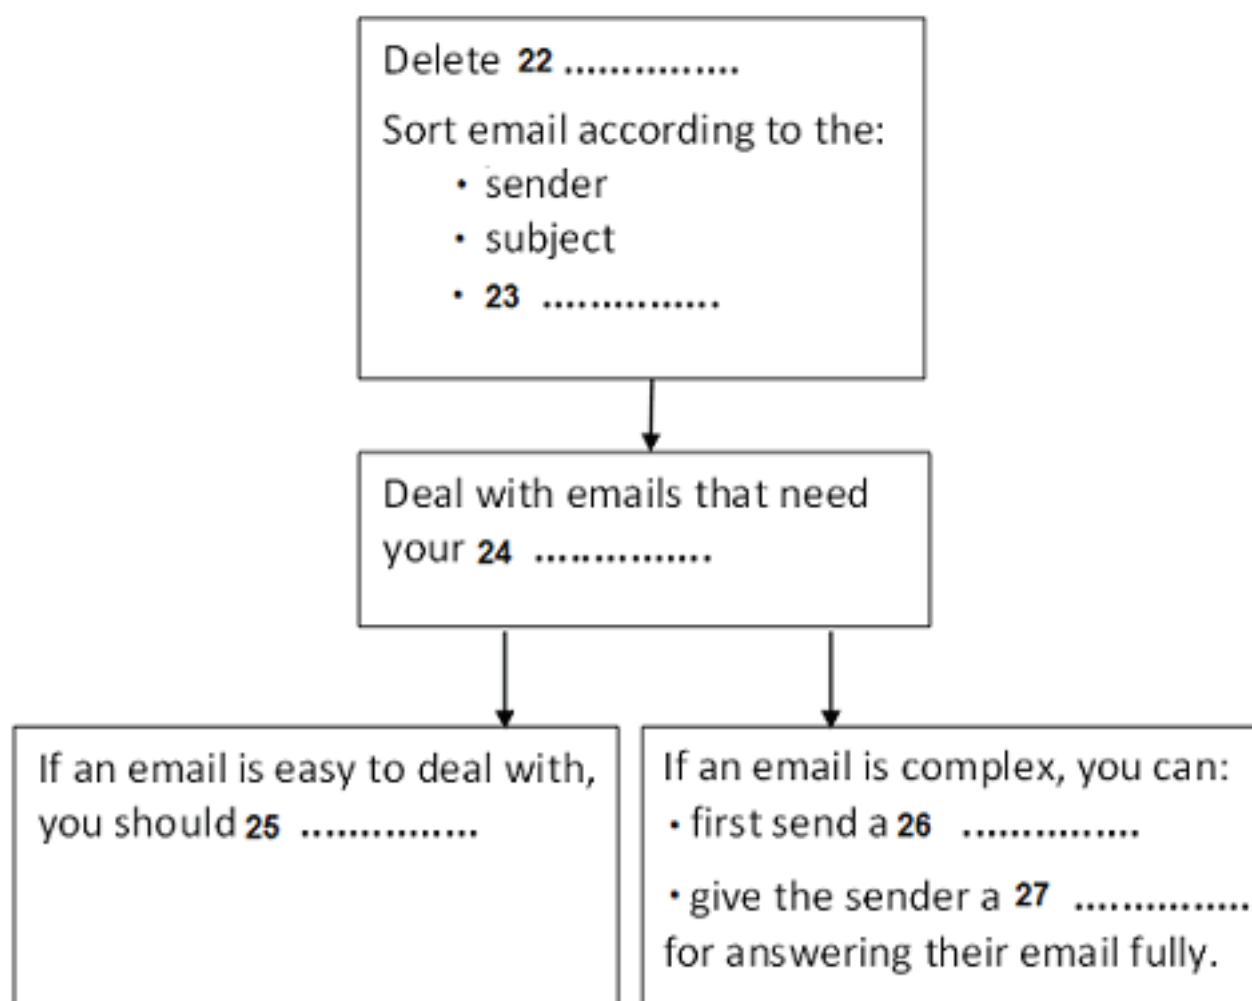 Delete 22 ...............
Sort email according to the:
• sender
• subject
• 23 ...............
Deal with emails that need
your 24 ...............
If an email is easy to deal with,
you should 25 ...............
If an email is complex, you can:
• first send a 26 ...............
• give the sender a 27 ...............
for answering their email fully.